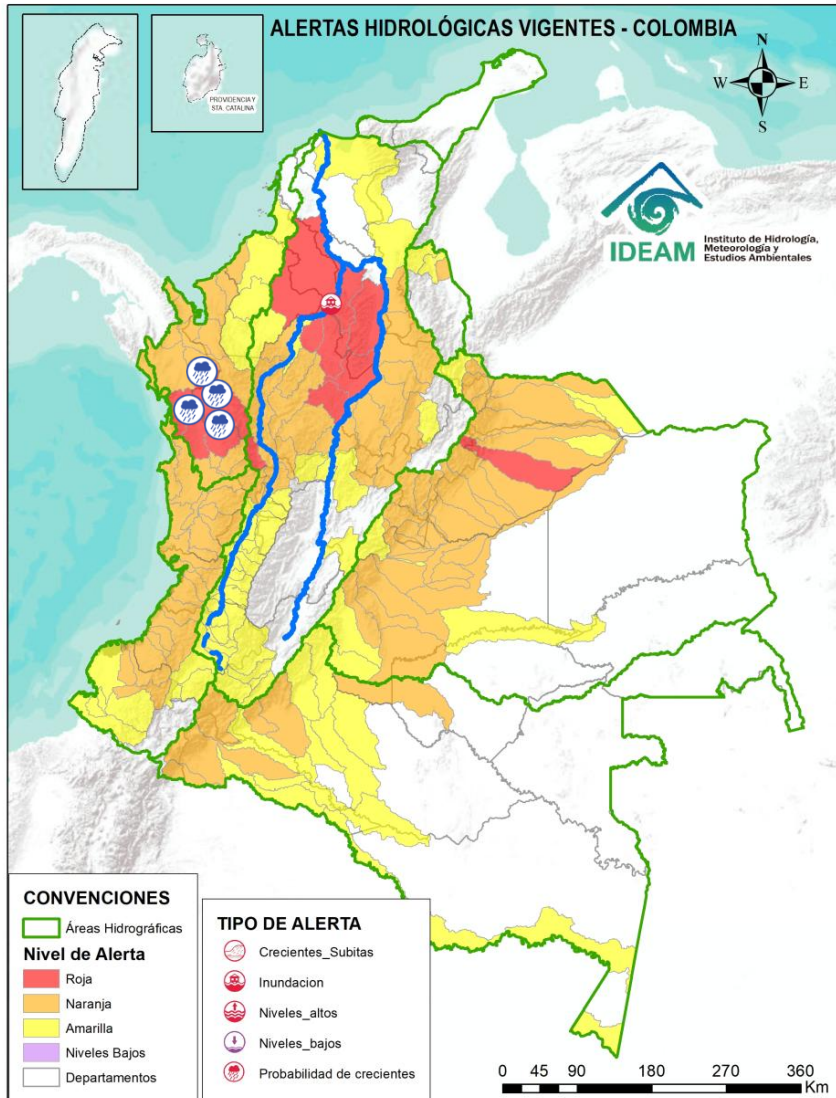 ALERTAS HIDROLÓGICAS VIGENTES - COLOMBIA
PROVIDENCIA Y
STA. CATALINA
N
W
E
S
IDEAM
Instituto de Hidrología,
Meteorología y
Estudios Ambientales
CONVENCIONES
Áreas Hidrográficas
Nivel de Alerta
Roja
Naranja
Amarilla
Niveles Bajos
Departamentos
TIPO DE ALERTA
Crecientes_Subitas
Inundacion
Niveles_altos
Niveles_bajos
Probabilidad de crecientes
0 45 90 180 270 360
Km